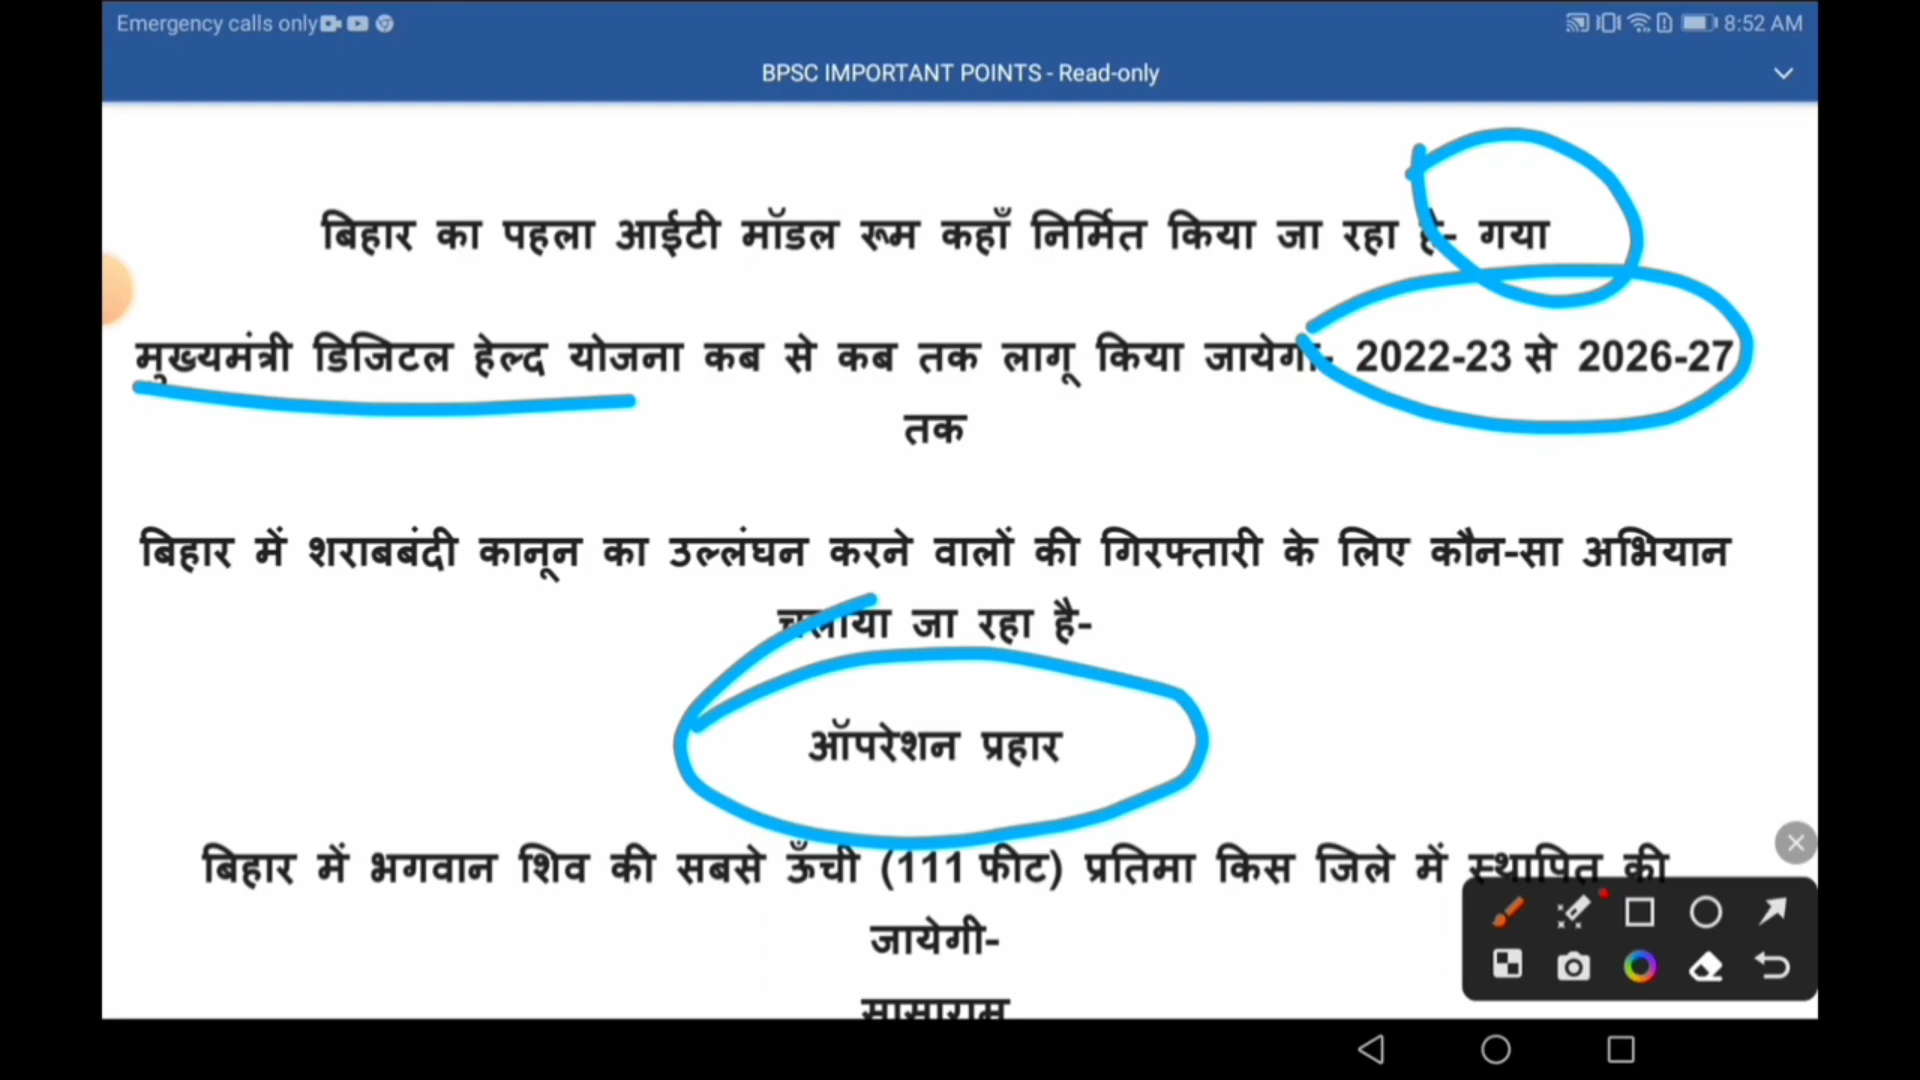 Emergency calls only
8:52 AM
BPSC IMPORTANT POINTS - Read-only
बिहार का पहला आईटी मॉडल रूम कहाँ निर्मित किया जा रहा है- गया
मुख्यमंत्री डिजिटल हेल्द योजना कब से कब तक लागू किया जायेगा- 2022-23 से 2026-27
तक
बिहार में शराबबंदी कानून का उल्लंघन करने वालों की गिरफ्तारी के लिए कौन-सा अभियान
चलाया जा रहा है-
ऑपरेशन प्रहार
बिहार में भगवान शिव की सबसे ऊँची (111 फीट) प्रतिमा किस जिले में स्थापित की
जायेगी-
सासाराम